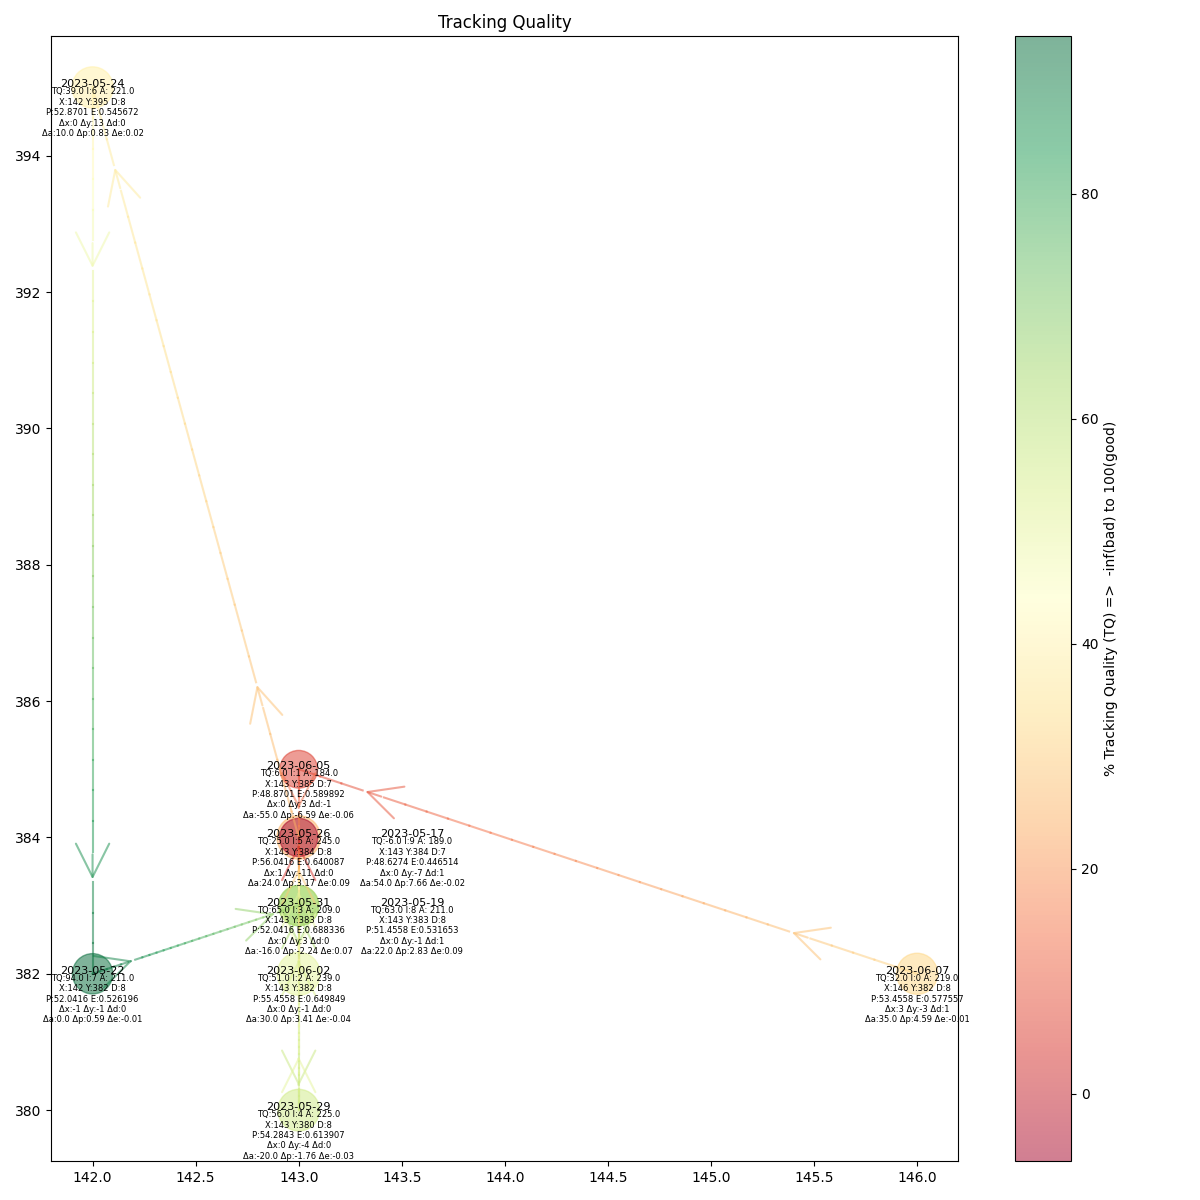 Tracking Quality
2023-05-24
TQ:39.0 I:6 A: 221.0
X:142 Y:395 D:8
P:52.8701 E:0.545672
Δx:0 Δy:13 Δd:0
Δa:10.0 Δp:0.83 Δe:0.02
2023-06-05
TQ:6.0 I:1 A: 184.0
X:143 Y:385 D:7
P:48.8701 E:0.589892
Δx:0 Δy:3 Δd:-1
Δa:-55.0 Δp:-6.59 Δe:-0.06
2023-05-26
TQ:25.0 I:5 A: 245.0
X:143 Y:384 D:8
P:56.0416 E:0.640087
Δx:1 Δy:-11 Δd:0
Δa:24.0 Δp:3.17 Δe:0.09
2023-05-17
TQ:-6.0 I:9 A: 189.0
X:143 Y:384 D:7
P:48.6274 E:0.446514
Δx:0 Δy:-7 Δd:1
Δa:54.0 Δp:7.66 Δe:-0.02
2023-05-31
TQ:65.0 I:3 A: 209.0
X:143 Y:383 D:8
P:52.0416 E:0.688336
Δx:0 Δy:3 Δd:0
Δa:-16.0 Δp:-2.24 Δe:0.07
2023-05-19
TQ:63.0 I:8 A: 211.0
X:143 Y:383 D:8
P:51.4558 E:0.531653
Δx:0 Δy:-1 Δd:1
Δa:22.0 Δp:2.83 Δe:0.09
2023-05-22
TQ:94.0 I:7 A: 211.0
X:142 Y:382 D:8
P:52.0416 E:0.526196
Δx:-1 Δy:-1 Δd:0
Δa:0.0 Δp:0.59 Δe:-0.01
2023-06-02
TQ:51.0 I:2 A: 239.0
X:143 Y:382 D:8
P:55.4558 E:0.649849
Δx:0 Δy:-1 Δd:0
Δa:30.0 Δp:3.41 Δe:-0.04
2023-06-07
TQ:32.0 I:0 A: 219.0
X:146 Y:382 D:8
P:53.4558 E:0.577557
Δx:3 Δy:-3 Δd:1
Δa:35.0 Δp:4.59 Δe:-0.01
2023-05-29
TQ:56.0 I:4 A: 225.0
X:143 Y:380 D:8
P:54.2843 E:0.613907
Δx:0 Δy:-4 Δd:0
Δa:-20.0 Δp:-1.76 Δe:-0.03
394
392
390
388
386
384
382
380
142.0 142.5 143.0 143.5 144.0 144.5 145.0 145.5 146.0
80
60
40
20
0
% Tracking Quality (TQ) => -inf(bad) to 100(good)